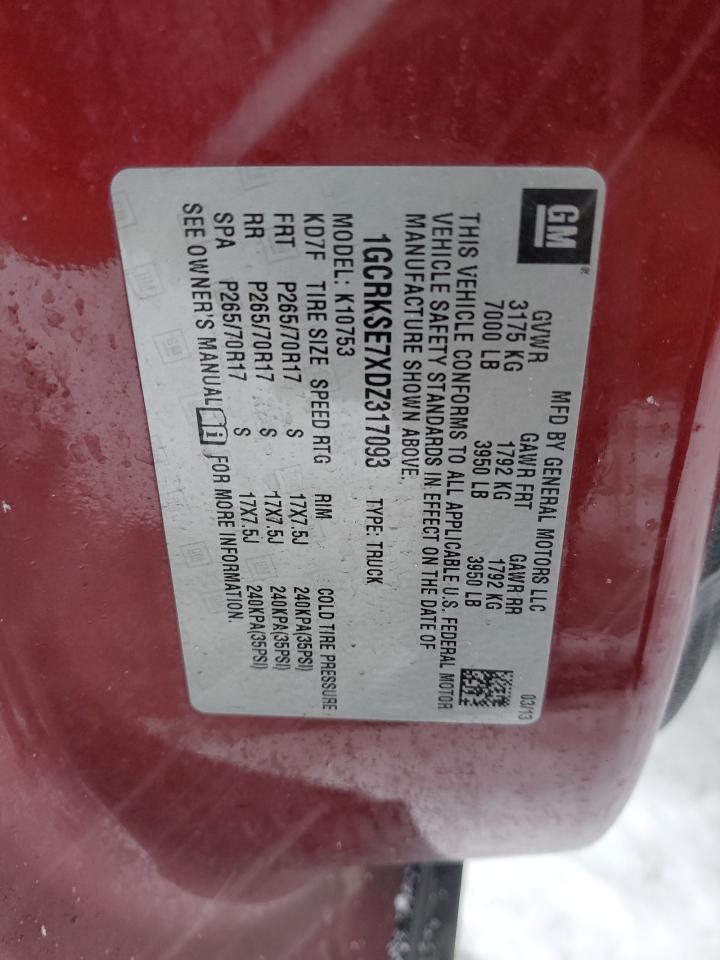 GM®
MFD BY GENERAL MOTORS LLC 03/13
GVWR GAWR FRT GAWR RR
3175 KG 1792 KG 1792 KG
7000 LB 3950 LB 3950 LB
THIS VEHICLE CONFORMS TO ALL APPLICABLE U.S. FEDERAL MOTOR
VEHICLE SAFETY STANDARDS IN EFFECT ON THE DATE OF
MANUFACTURE SHOWN ABOVE.
1GCRKSE7XDZ317093 TYPE: TRUCK
MODEL: K10753
KD7F TIRE SIZE SPEED RTG RIM COLD TIRE PRESSURE
FRT P265/70R17 S 17X7.5J 240KPA(35PSI)
RR P265/70R17 S 17X7.5J 240KPA(35PSI)
SPA P265/70R17 S 17X7.5J 240KPA(35PSI)
SEE OWNER'S MANUAL FOR MORE INFORMATION.